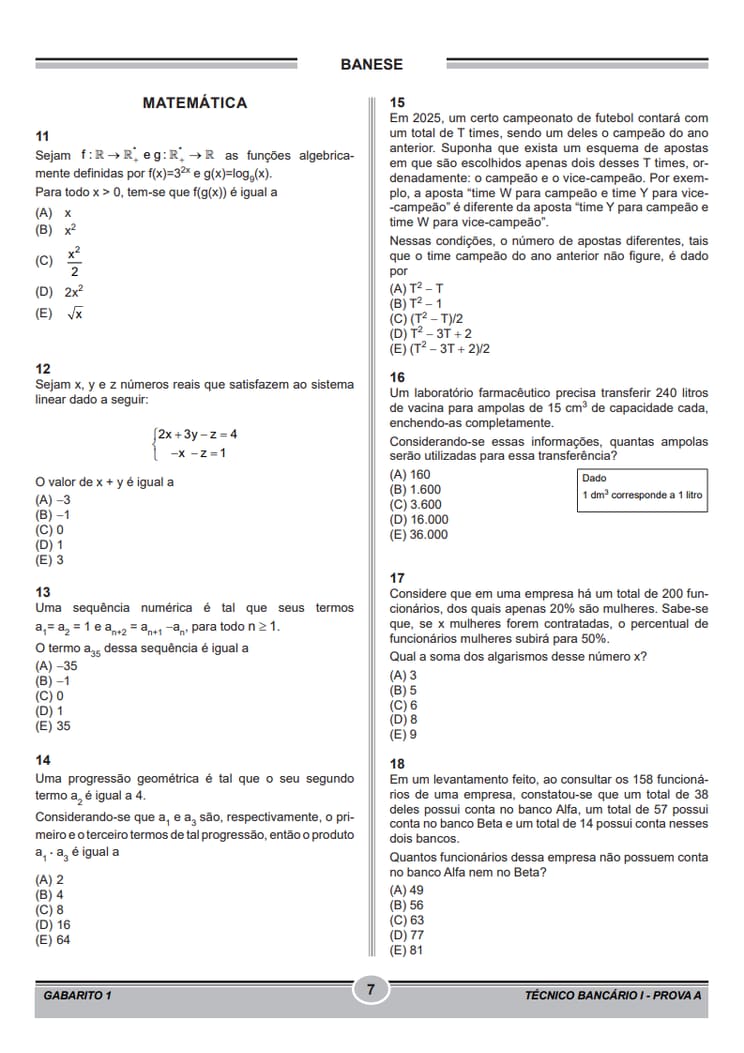 BANESE
MATEMÁTICA
11
Sejam f : ℝ → ℝ*₊ e g : ℝ*₊ → ℝ as funções algebrica-
mente definidas por f(x)=3²ˣ e g(x)=log₉(x).
Para todo x > 0, tem-se que f(g(x)) é igual a
(A) x
(B) x²
(C) x²/2
(D) 2x²
(E) √x
12
Sejam x, y e z números reais que satisfazem ao sistema
linear dado a seguir:
2x + 3y – z = 4
–x – z = 1
O valor de x + y é igual a
(A) –3
(B) –1
(C) 0
(D) 1
(E) 3
13
Uma sequência numérica é tal que seus termos
a₁= a₂ = 1 e aₙ₊₂ = aₙ₊₁ –aₙ, para todo n ≥ 1.
O termo a₃₅ dessa sequência é igual a
(A) –35
(B) –1
(C) 0
(D) 1
(E) 35
14
Uma progressão geométrica é tal que o seu segundo
termo a₂ é igual a 4.
Considerando-se que a₁ e a₃ são, respectivamente, o pri-
meiro e o terceiro termos de tal progressão, então o produto
a₁ . a₃ é igual a
(A) 2
(B) 4
(C) 8
(D) 16
(E) 64
15
Em 2025, um certo campeonato de futebol contará com
um total de T times, sendo um deles o campeão do ano
anterior. Suponha que exista um esquema de apostas
em que são escolhidos apenas dois desses T times, or-
denadamente: o campeão e o vice-campeão. Por exem-
plo, a aposta “time W para campeão e time Y para vice-
-campeão” é diferente da aposta “time Y para campeão e
time W para vice-campeão”.
Nessas condições, o número de apostas diferentes, tais
que o time campeão do ano anterior não figure, é dado
por
(A) T² – T
(B) T² – 1
(C) (T² – T)/2
(D) T² – 3T + 2
(E) (T² – 3T + 2)/2
16
Um laboratório farmacêutico precisa transferir 240 litros
de vacina para ampolas de 15 cm³ de capacidade cada,
enchendo-as completamente.
Considerando-se essas informações, quantas ampolas
serão utilizadas para essa transferência?
(A) 160
(B) 1.600
(C) 3.600
(D) 16.000
(E) 36.000
Dado
1 dm³ corresponde a 1 litro
17
Considere que em uma empresa há um total de 200 fun-
cionários, dos quais apenas 20% são mulheres. Sabe-se
que, se x mulheres forem contratadas, o percentual de
funcionários mulheres subirá para 50%.
Qual a soma dos algarismos desse número x?
(A) 3
(B) 5
(C) 6
(D) 8
(E) 9
18
Em um levantamento feito, ao consultar os 158 funcioná-
rios de uma empresa, constatou-se que um total de 38
deles possui conta no banco Alfa, um total de 57 possui
conta no banco Beta e um total de 14 possui conta nesses
dois bancos.
Quantos funcionários dessa empresa não possuem conta
no banco Alfa nem no Beta?
(A) 49
(B) 56
(C) 63
(D) 77
(E) 81
GABARITO 1
7
TÉCNICO BANCÁRIO I - PROVA A